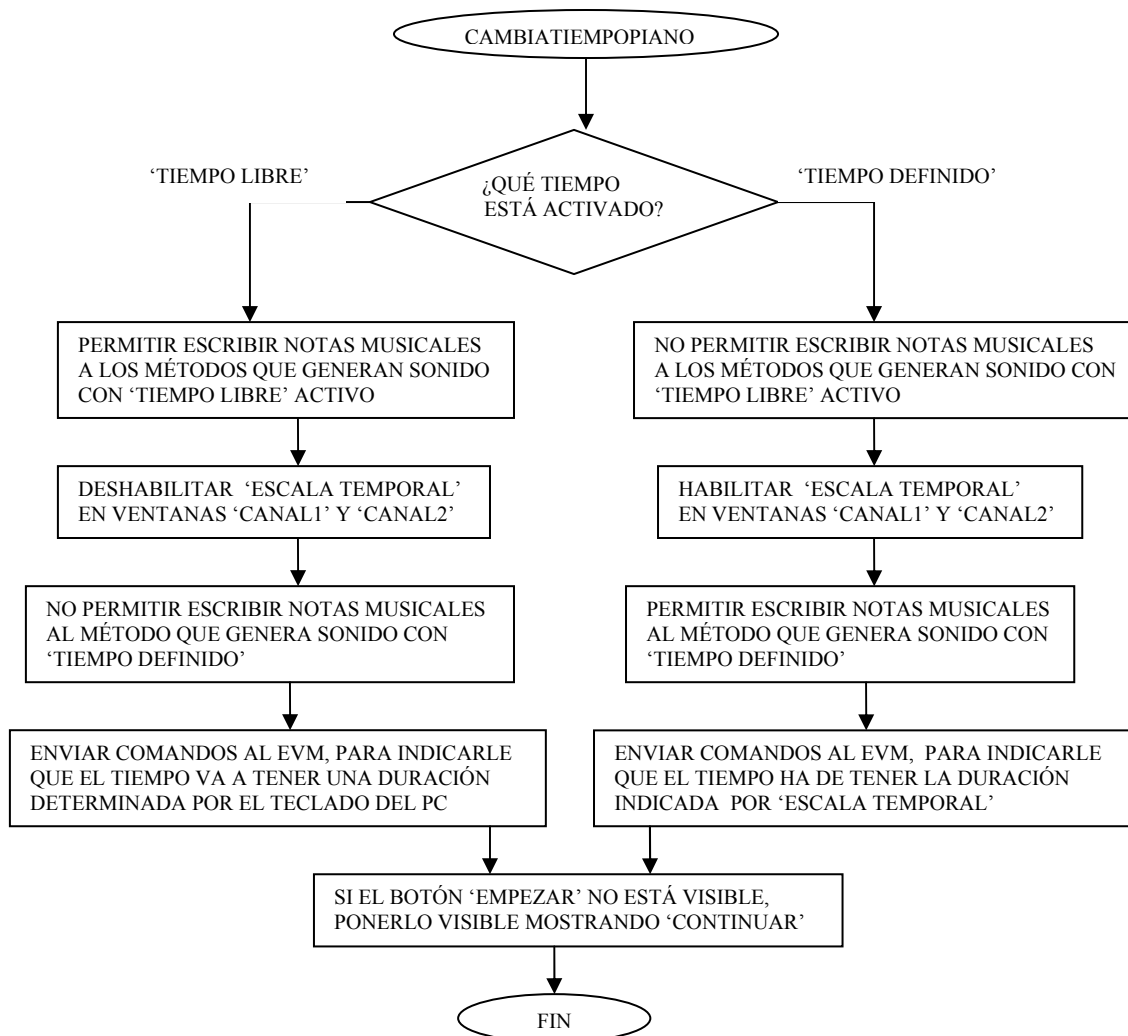 CAMBIATIEMPOPIANO
‘TIEMPO LIBRE’
¿QUÉ TIEMPO
ESTÁ ACTIVADO?
‘TIEMPO DEFINIDO’
PERMITIR ESCRIBIR NOTAS MUSICALES
A LOS MÉTODOS QUE GENERAN SONIDO
CON ‘TIEMPO LIBRE’ ACTIVO
NO PERMITIR ESCRIBIR NOTAS MUSICALES
A LOS MÉTODOS QUE GENERAN SONIDO CON
‘TIEMPO LIBRE’ ACTIVO
DESHABILITAR ‘ESCALA TEMPORAL’
EN VENTANAS ‘CANAL1’ Y ‘CANAL2’
HABILITAR ‘ESCALA TEMPORAL’
EN VENTANAS ‘CANAL1’ Y ‘CANAL2’
NO PERMITIR ESCRIBIR NOTAS MUSICALES
AL MÉTODO QUE GENERA SONIDO CON
‘TIEMPO DEFINIDO’
PERMITIR ESCRIBIR NOTAS MUSICALES
AL MÉTODO QUE GENERA SONIDO CON
‘TIEMPO DEFINIDO’
ENVIAR COMANDOS AL EVM, PARA INDICARLE
QUE EL TIEMPO VA A TENER UNA DURACIÓN
DETERMINADA POR EL TECLADO DEL PC
ENVIAR COMANDOS AL EVM, PARA INDICARLE
QUE EL TIEMPO HA DE TENER LA DURACIÓN
INDICADA POR ‘ESCALA TEMPORAL’
SI EL BOTÓN ‘EMPEZAR’ NO ESTÁ VISIBLE,
PONERLO VISIBLE MOSTRANDO ‘CONTINUAR’
FIN